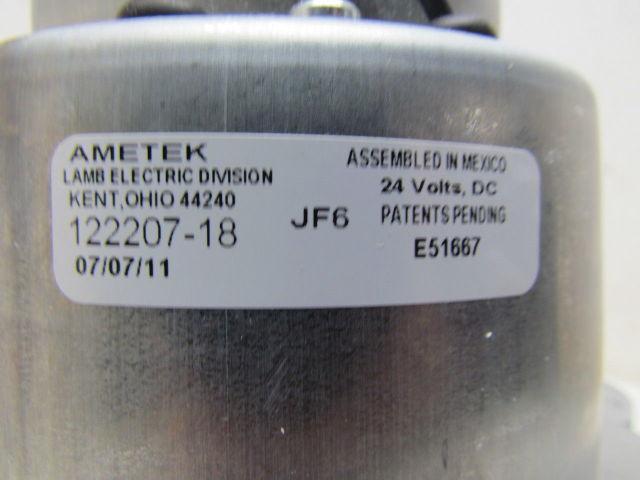 AMETEK
LAMB ELECTRIC DIVISION
KENT, OHIO 44240
122207-18
07/07/11
JF6
ASSEMBLED IN MEXICO
24 Volts, DC
PATENTS PENDING
E51667